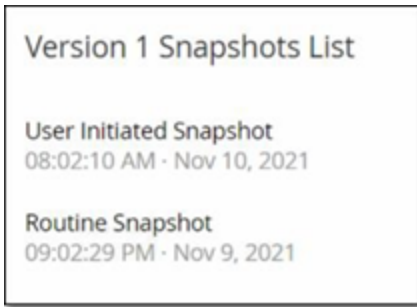 Version 1 Snapshots List
User Initiated Snapshot
08:02:10 AM · Nov 10, 2021
Routine Snapshot
09:02:29 PM · Nov 9, 2021